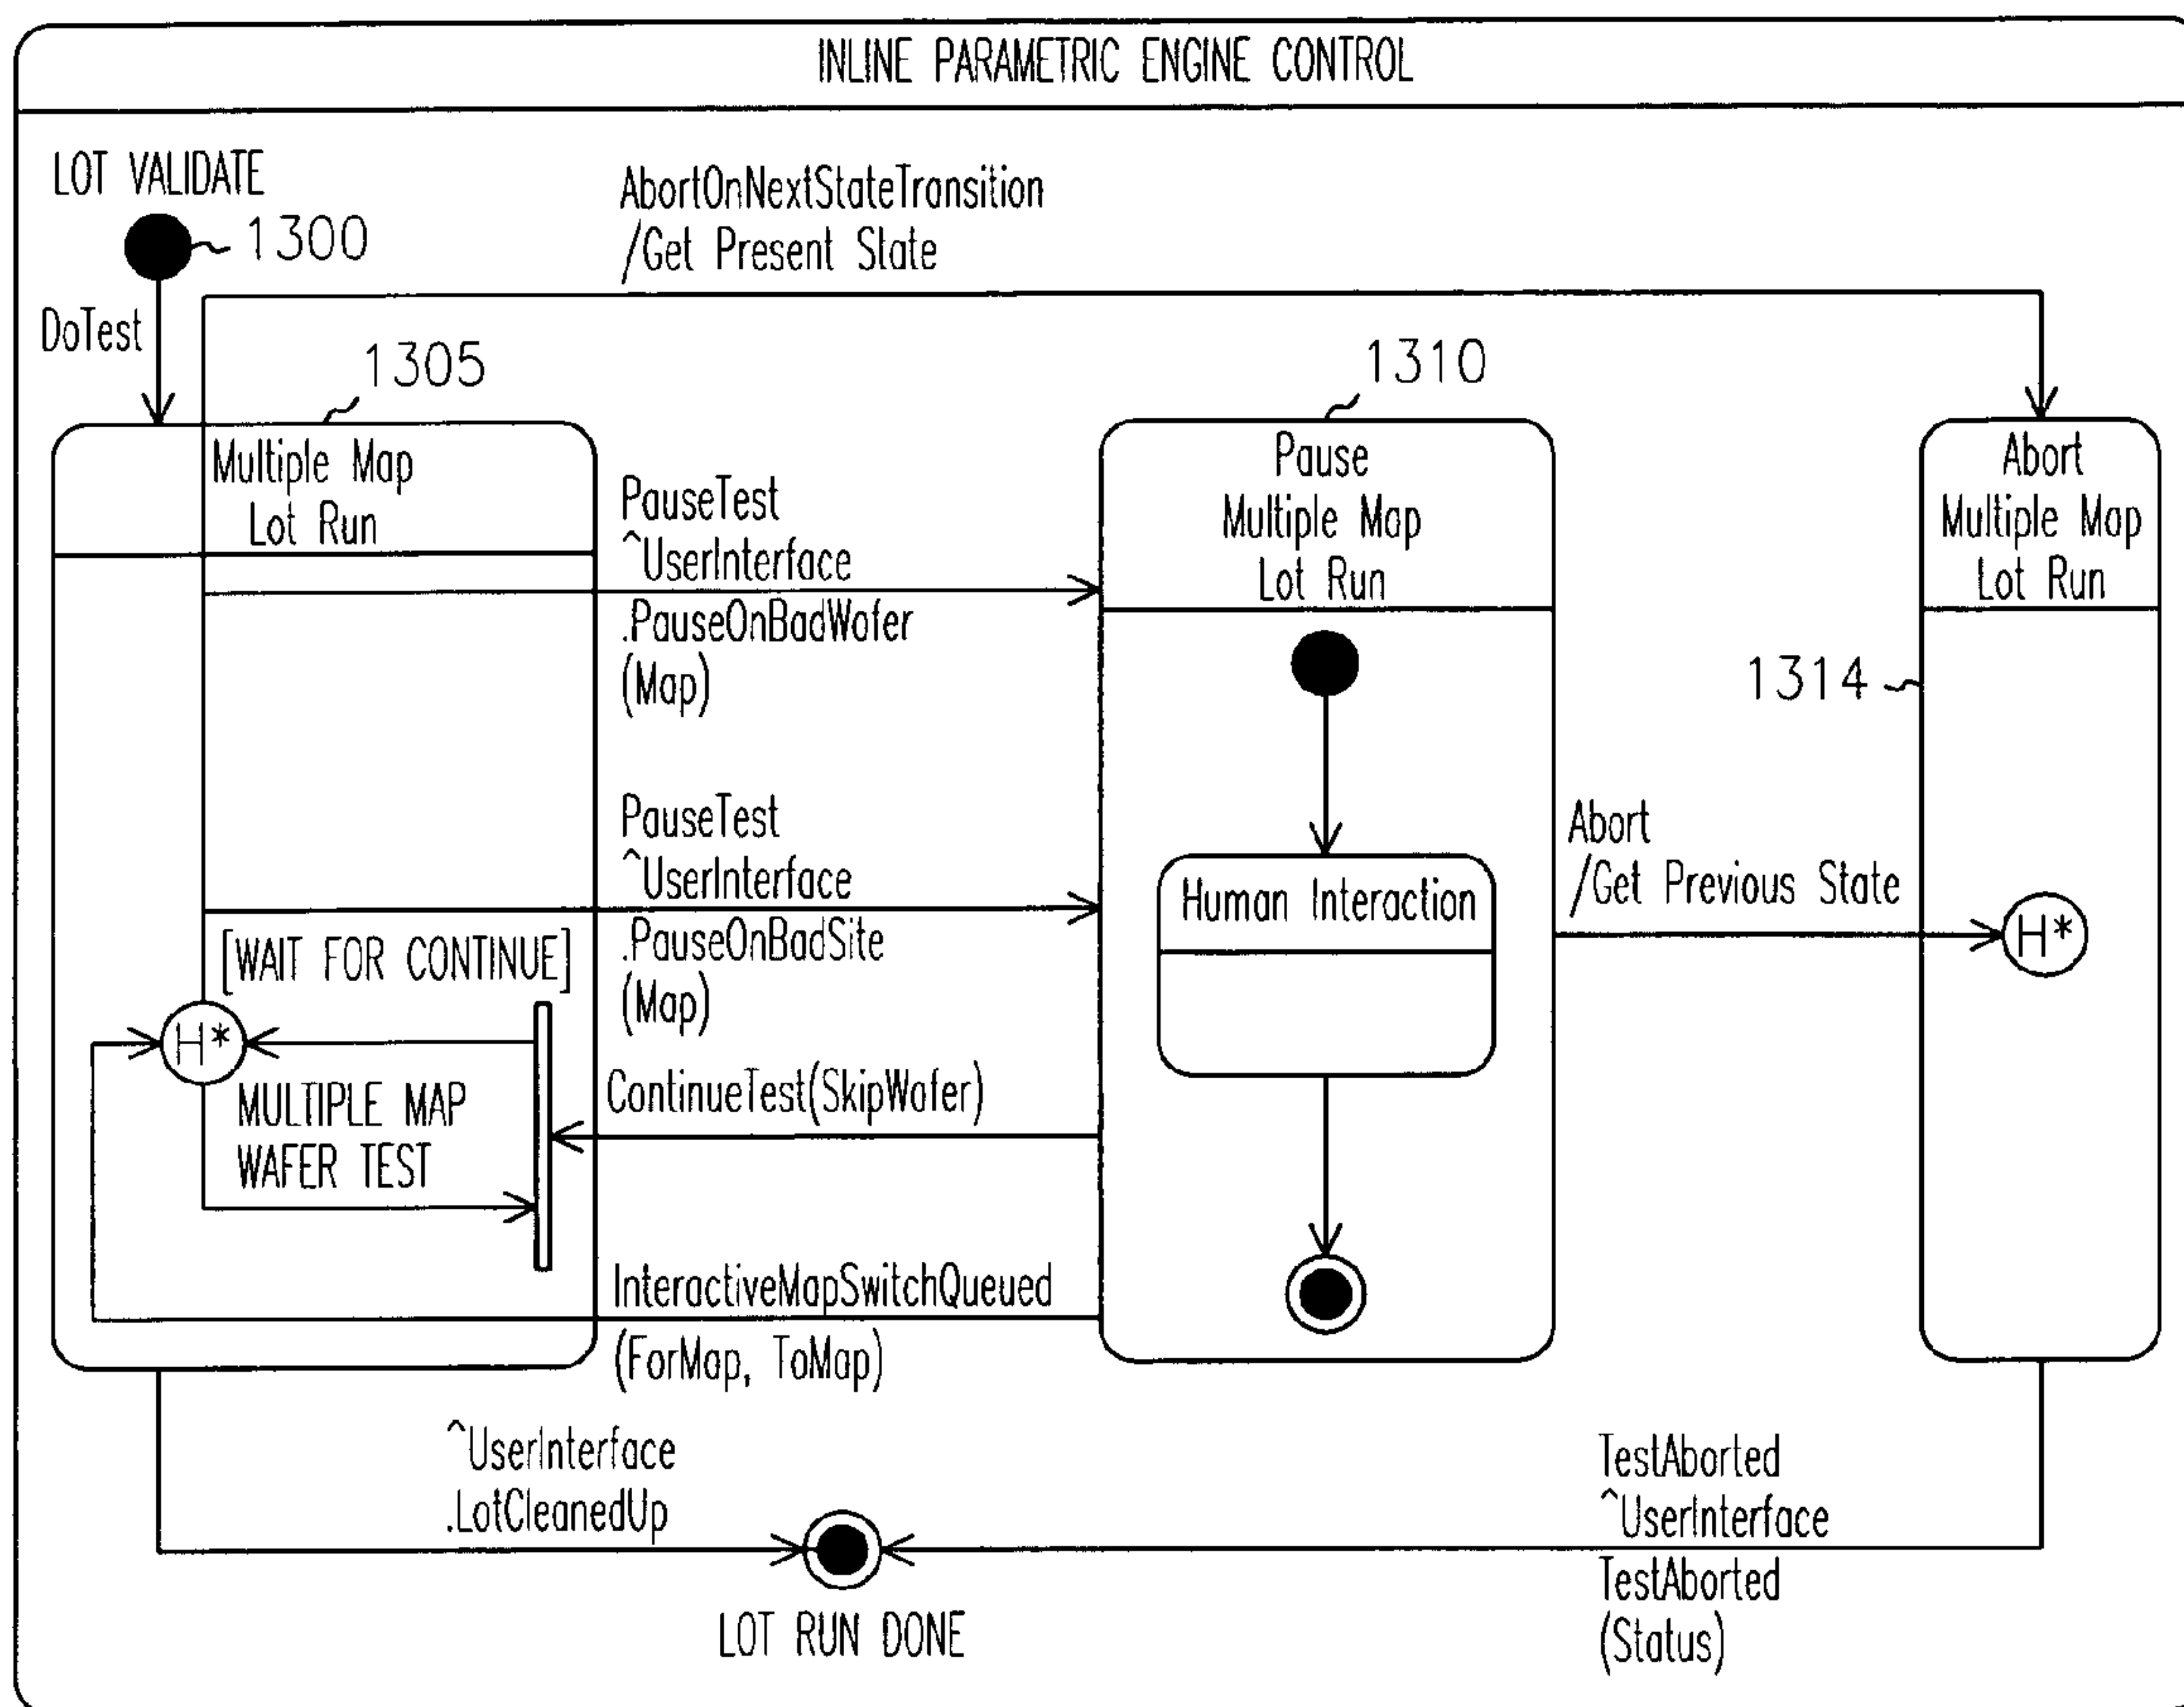 INLINE PARAMETRIC ENGINE CONTROL
LOT VALIDATE
1300
DoTest
AbortOnNextStateTransition
/Get Present State
1305
Multiple Map
Lot Run
PauseTest
^UserInterface
.PauseOnBadWafer
(Map)
PauseTest
^UserInterface
.PauseOnBadSite
(Map)
[WAIT FOR CONTINUE]
H*
MULTIPLE MAP
WAFER TEST
ContinueTest(SkipWafer)
InteractiveMapSwitchQueued
(ForMap, ToMap)
1310
Pause
Multiple Map
Lot Run
Human Interaction
Abort
/Get Previous State
Abort
Multiple Map
Lot Run
1314
H*
^UserInterface
.LotCleanedUp
LOT RUN DONE
TestAborted
^UserInterface
TestAborted
(Status)